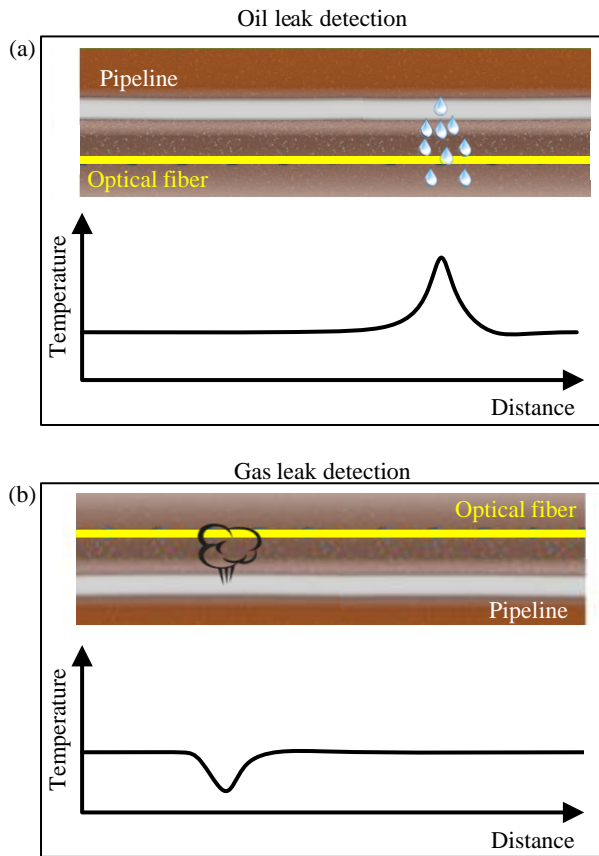 Oil leak detection
(a)
Pipeline
Optical fiber
Temperature
Distance
Gas leak detection
(b)
Optical fiber
Pipeline
Temperature
Distance